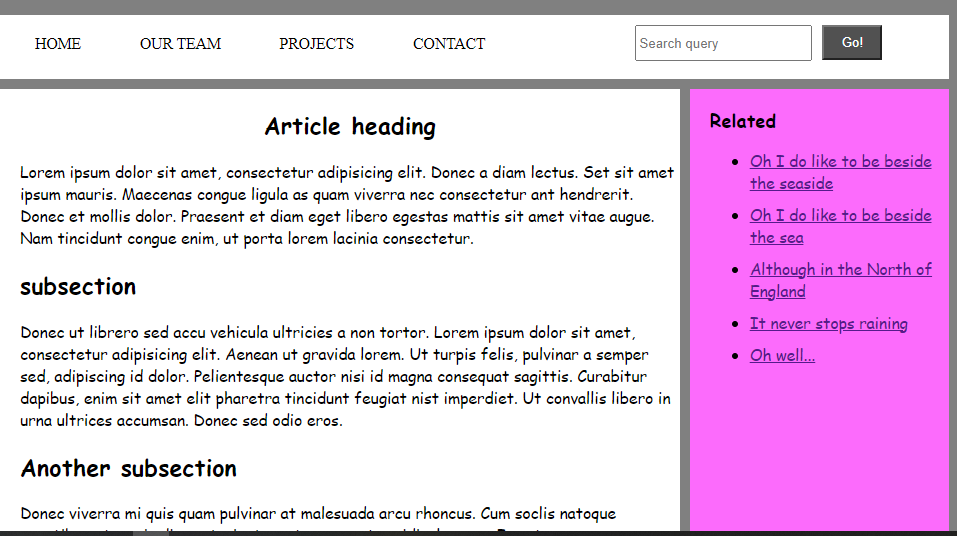 HOME OUR TEAM PROJECTS CONTACT Search query Go!
Article heading
Lorem ipsum dolor sit amet, consectetur adipisicing elit. Donec a diam lectus. Set sit amet
ipsum mauris. Maecenas congue ligula as quam viverra nec consectetur ant hendrerit.
Donec et mollis dolor. Praesent et diam eget libero egestas mattis sit amet vitae augue.
Nam tincidunt congue enim, ut porta lorem lacinia consectetur.
subsection
Donec ut librero sed accu vehicula ultricies a non tortor. Lorem ipsum dolor sit amet,
consectetur adipisicing elit. Aenean ut gravida lorem. Ut turpis felis, pulvinar a semper
sed, adipiscing id dolor. Pelientesque auctor nisi id magna consequat sagittis. Curabitur
dapibus, enim sit amet elit pharetra tincidunt feugiat nist imperdiet. Ut convallis libero in
urna ultrices accumsan. Donec sed odio eros.
Another subsection
Donec viverra mi quis quam pulvinar at malesuada arcu rhoncus. Cum soclis natoque
Related
Oh I do like to be beside
the seaside
Oh I do like to be beside
the sea
Although in the North of
England
It never stops raining
Oh well...